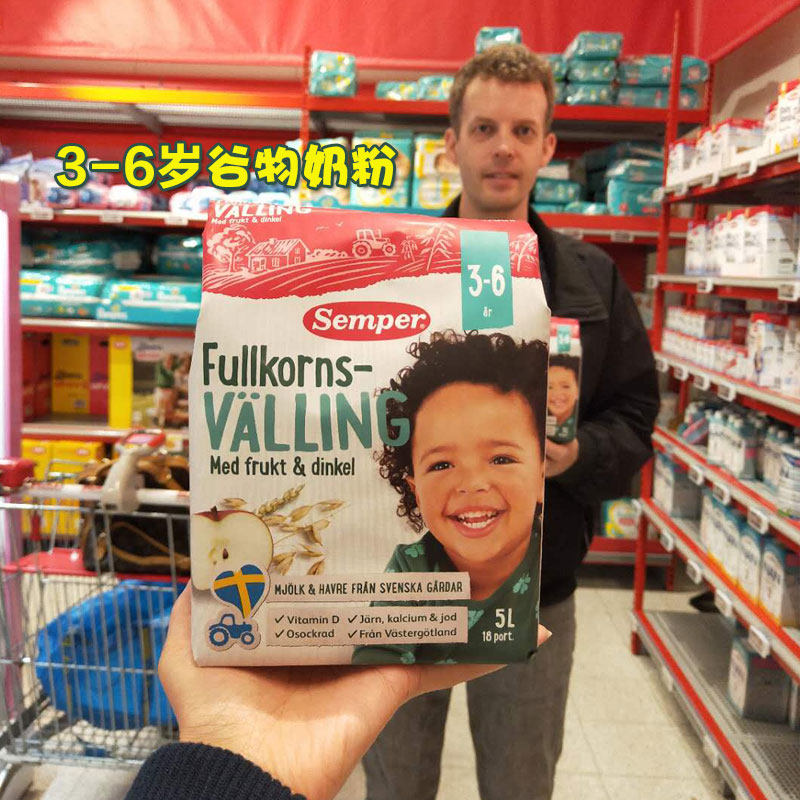 3-6岁谷物奶粉
VÄLLING
Med frukt & dinkel
3-6
år
Semper
Fullkorns-
VÄLLING
Med frukt & dinkel
MJÖLK & HAVRE FRÅN SVENSKA GÅRDAR
✓ Vitamin D ✓ Järn, kalcium & jod
✓ Osockrad ✓ Från Västergötland
5L
18 port.